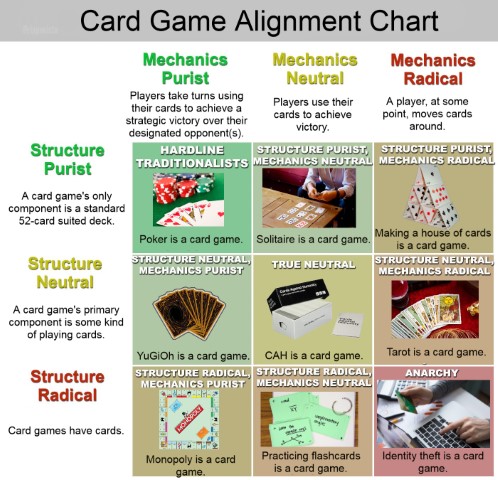 Card Game Alignment Chart
Mechanics
Purist
Players take turns using
their cards to achieve a
strategic victory over their
designated opponent(s).
Mechanics
Neutral
Players use their
cards to achieve
victory.
Mechanics
Radical
A player, at some
point, moves cards
around.
Structure
Purist
A card game's only
component is a standard
52-card suited deck.
HARDLINE
TRADITIONALISTS
Poker is a card game.
STRUCTURE PURIST,
MECHANICS NEUTRAL
Solitaire is a card game.
STRUCTURE PURIST,
MECHANICS RADICAL
Making a house of cards
is a card game.
Structure
Neutral
A card game's primary
component is some kind
of playing cards.
STRUCTURE NEUTRAL,
MECHANICS PURIST
YuGiOh is a card game.
TRUE NEUTRAL
Cards Against Humanity
CAH is a card game.
STRUCTURE NEUTRAL,
MECHANICS RADICAL
Tarot is a card game.
Structure
Radical
Card games have cards.
STRUCTURE RADICAL,
MECHANICS PURIST
MONOPOLY
Monopoly is a card
game.
STRUCTURE RADICAL,
MECHANICS NEUTRAL
Practicing flashcards
is a card game.
ANARCHY
Identity theft is a card
game.